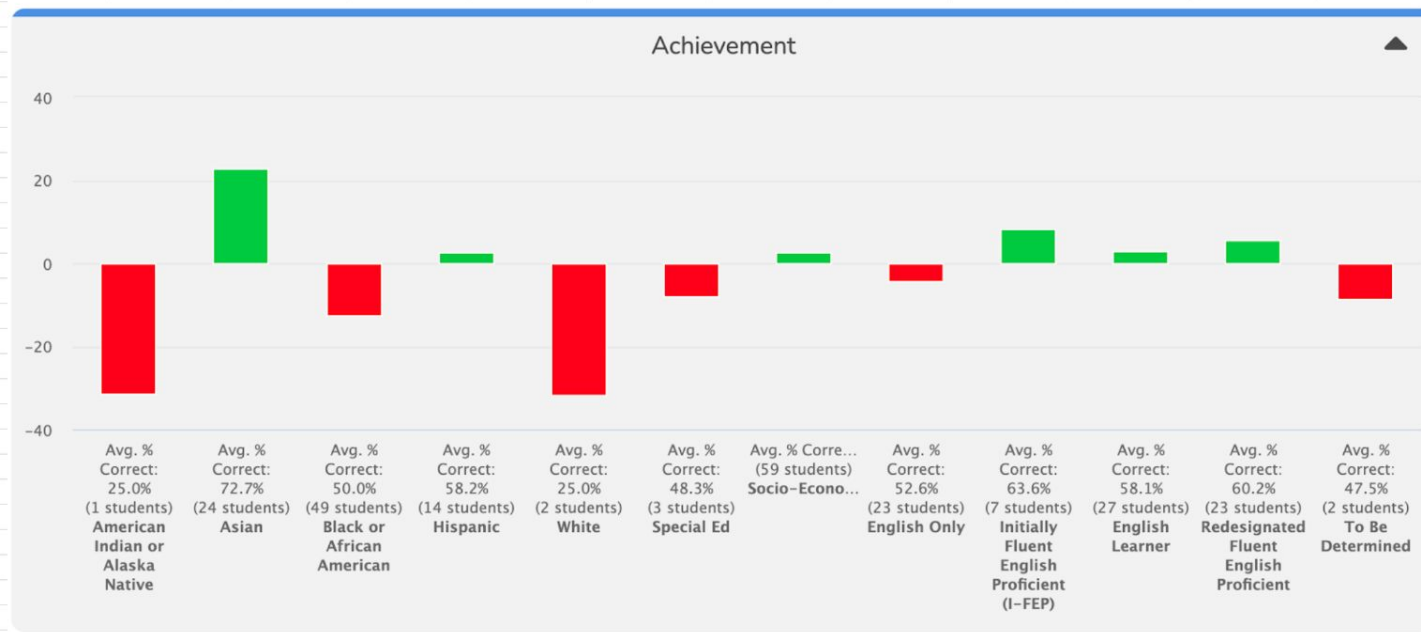 Achievement
40
20
0
-20
-40
Avg. %
Correct:
25.0%
(1 students)
American
Indian or
Alaska
Native
Avg. %
Correct:
72.7%
(24 students)
Asian
Avg. %
Correct:
50.0%
(49 students)
Black or
African
American
Avg. %
Correct:
58.2%
(14 students)
Hispanic
Avg. %
Correct:
25.0%
(2 students)
White
Avg. %
Correct:
48.3%
(3 students)
Special Ed
Avg. % Corre...
(59 students)
Socio-Econo...
Avg. %
Correct:
52.6%
(23 students)
English Only
Avg. %
Correct:
63.6%
(7 students)
Initially
Fluent
English
Proficient
(I-FEP)
Avg. %
Correct:
58.1%
(27 students)
English
Learner
Avg. %
Correct:
60.2%
(23 students)
Redesignated
Fluent
English
Proficient
Avg. %
Correct:
47.5%
(2 students)
To Be
Determined